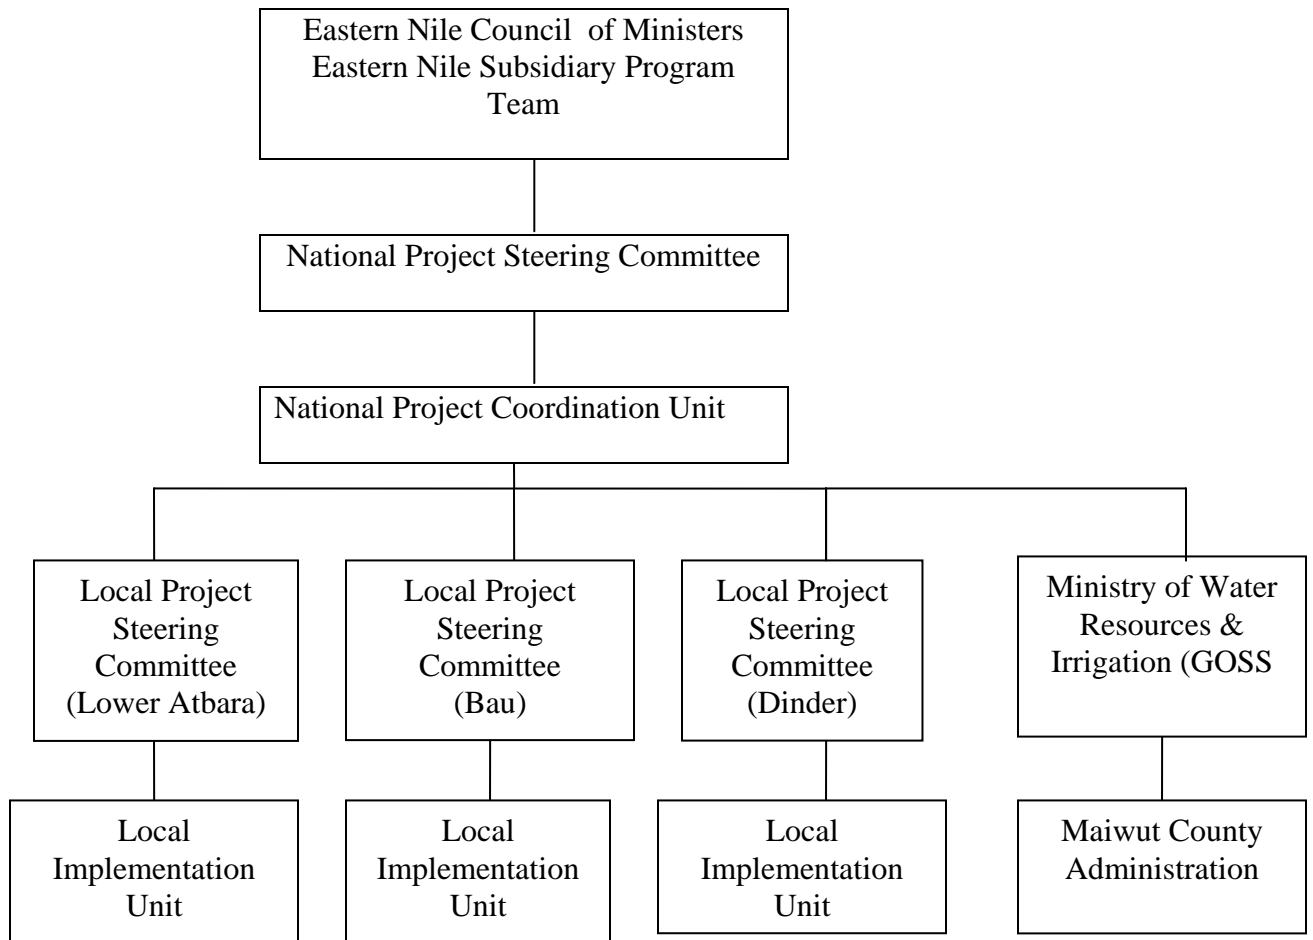 Eastern Nile Council  of Ministers
Eastern Nile Subsidiary Program
Team
National Project Steering Committee
National Project Coordination Unit
Local Project
Steering
Committee
(Lower Atbara)
Local Project
Steering
Committee
(Bau)
Local Project
Steering
Committee
(Dinder)
Ministry of Water
Resources &
Irrigation (GOSS
Local
Implementation
Unit
Local
Implementation
Unit
Local
Implementation
Unit
Maiwut County
Administration